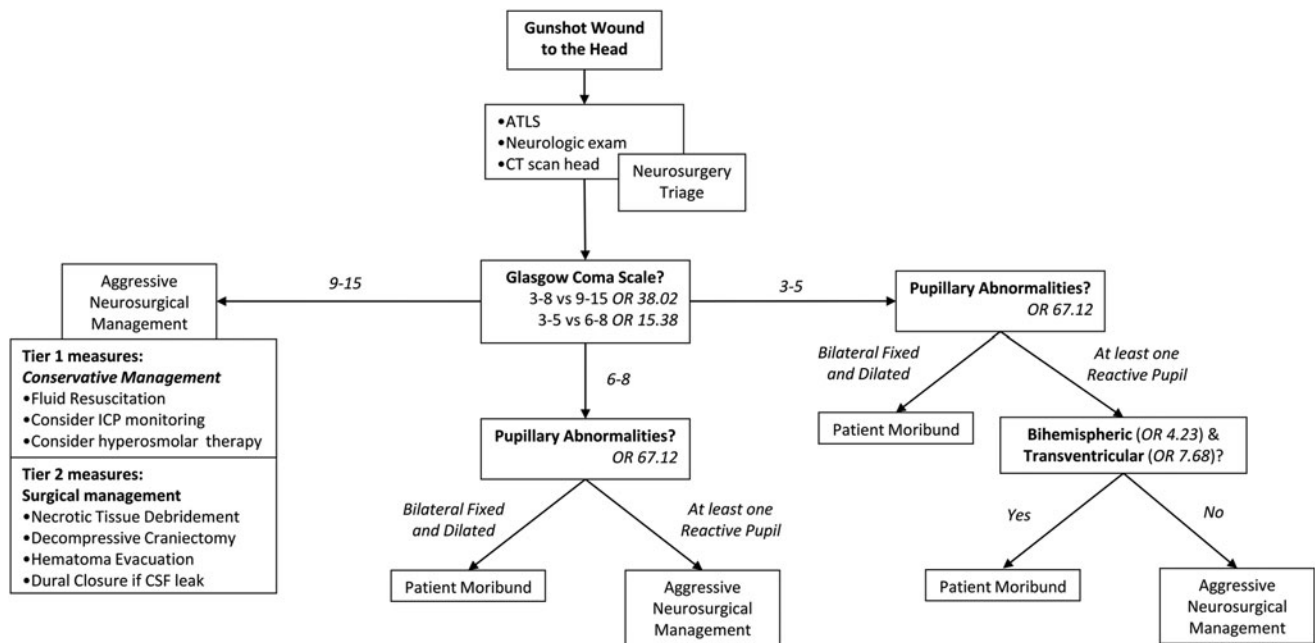 Gunshot Wound
to the Head
•ATLS
•Neurologic exam
•CT scan head
Neurosurgery
Triage
Glasgow Coma Scale?
3-8 vs 9-15 OR 38.02
3-5 vs 6-8 OR 15.38
9-15
Aggressive
Neurosurgical
Management
Tier 1 measures:
Conservative Management
•Fluid Resuscitation
•Consider ICP monitoring
•Consider hyperosmolar therapy
Tier 2 measures:
Surgical management
•Necrotic Tissue Debridement
•Decompressive Craniectomy
•Hematoma Evacuation
•Dural Closure if CSF leak
6-8
Pupillary Abnormalities?
OR 67.12
Bilateral Fixed
and Dilated
At least one
Reactive Pupil
Patient Moribund
Aggressive
Neurosurgical
Management
3-5
Pupillary Abnormalities?
OR 67.12
Bilateral Fixed
and Dilated
At least one
Reactive Pupil
Patient Moribund
Bihemispheric (OR 4.23) &
Transventricular (OR 7.68)?
Yes
No
Patient Moribund
Aggressive
Neurosurgical
Management